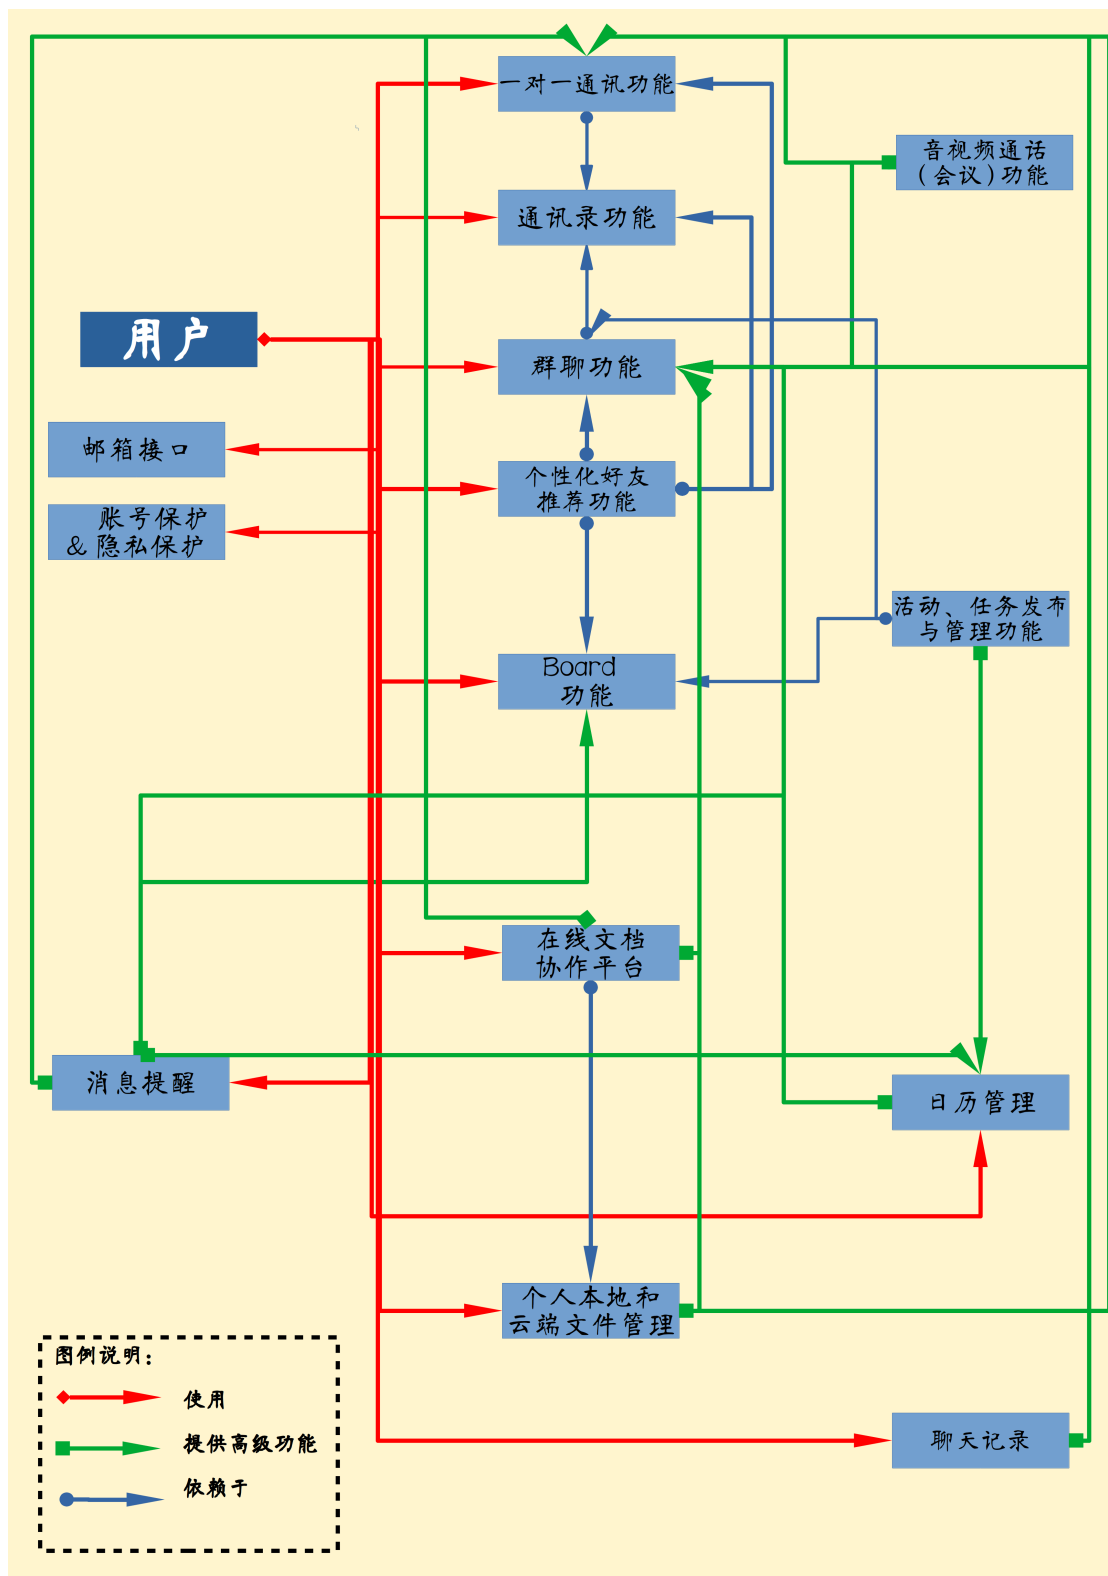 一对一通讯功能
音视频通话
(会议)功能
通讯录功能
用户
群聊功能
邮箱接口
个性化好友
推荐功能
账号保护
& 隐私保护
活动、任务发布
与管理功能
Board
功能
在线文档
协作平台
消息提醒
日历管理
个人本地和
云端文件管理
图例说明:
使用
提供高级功能
依赖于
聊天记录